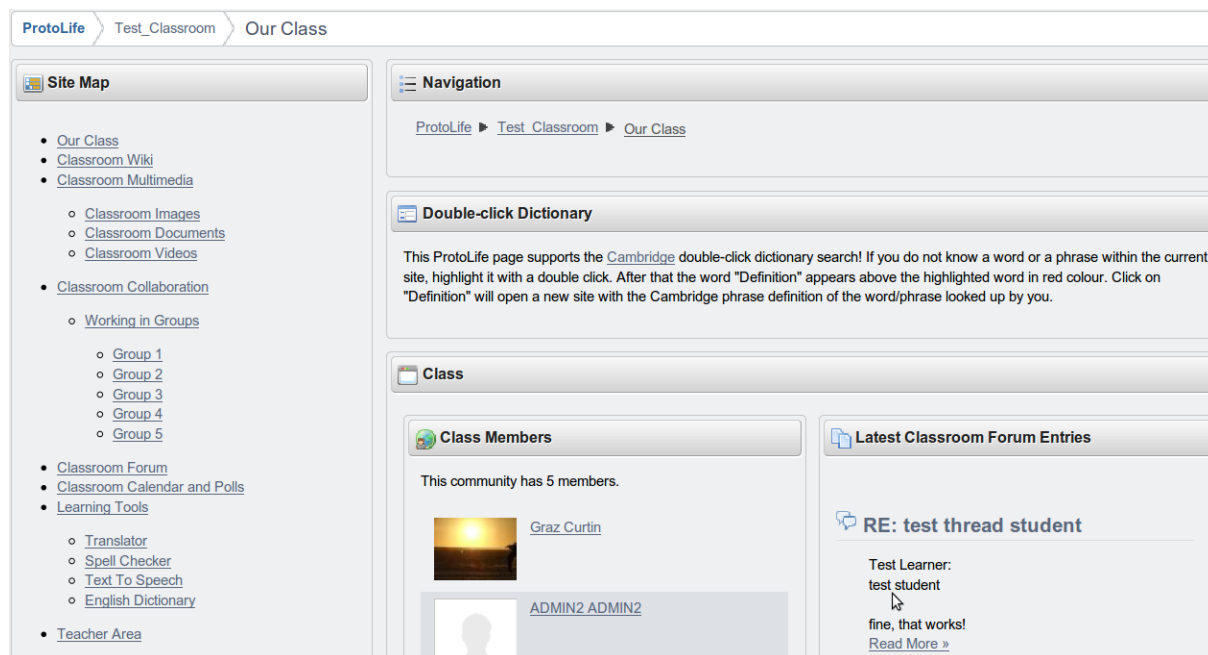 ProtoLife Test_Classroom Our Class
Site Map
Our Class
Classroom Wiki
Classroom Multimedia
Classroom Images
Classroom Documents
Classroom Videos
Classroom Collaboration
Working in Groups
Group 1
Group 2
Group 3
Group 4
Group 5
Classroom Forum
Classroom Calendar and Polls
Learning Tools
Translator
Spell Checker
Text To Speech
English Dictionary
Teacher Area
Navigation
ProtoLife Test_Classroom Our Class
Double-click Dictionary
This ProtoLife page supports the Cambridge double-click dictionary search! If you do not know a word or a phrase within the current
site, highlight it with a double click. After that the word "Definition" appears above the highlighted word in red colour. Click on
"Definition" will open a new site with the Cambridge phrase definition of the word/phrase looked up by you.
Class
Class Members
This community has 5 members.
Graz Curtin
ADMIN2 ADMIN2
Latest Classroom Forum Entries
RE: test thread student
Test Learner:
test student
fine, that works!
Read More »